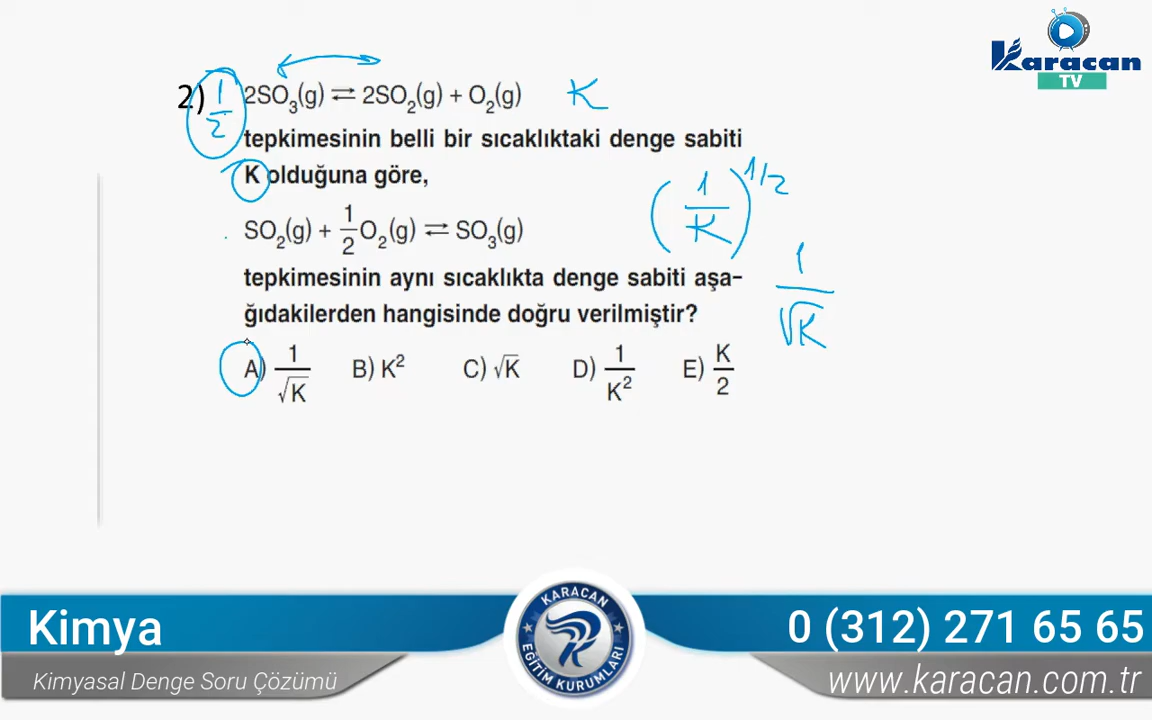 Karacan
TV
2) 1/2 2SO₃(g) ⇌ 2SO₂(g) + O₂(g) K
tepkimesinin belli bir sıcaklıktaki denge sabiti
K olduğuna göre,
(1/K)^1/2
SO₂(g) + 1/2 O₂(g) ⇌ SO₃(g)
1/√K
tepkimesinin aynı sıcaklıkta denge sabiti aşa-
ğıdakilerden hangisinde doğru verilmiştir?
A) 1/√K B) K² C) √K D) 1/K² E) K/2
KARACAN
EĞİTİM KURUMLARI
Kimya
0 (312) 271 65 65
Kimyasal Denge Soru Çözümü
www.karacan.com.tr